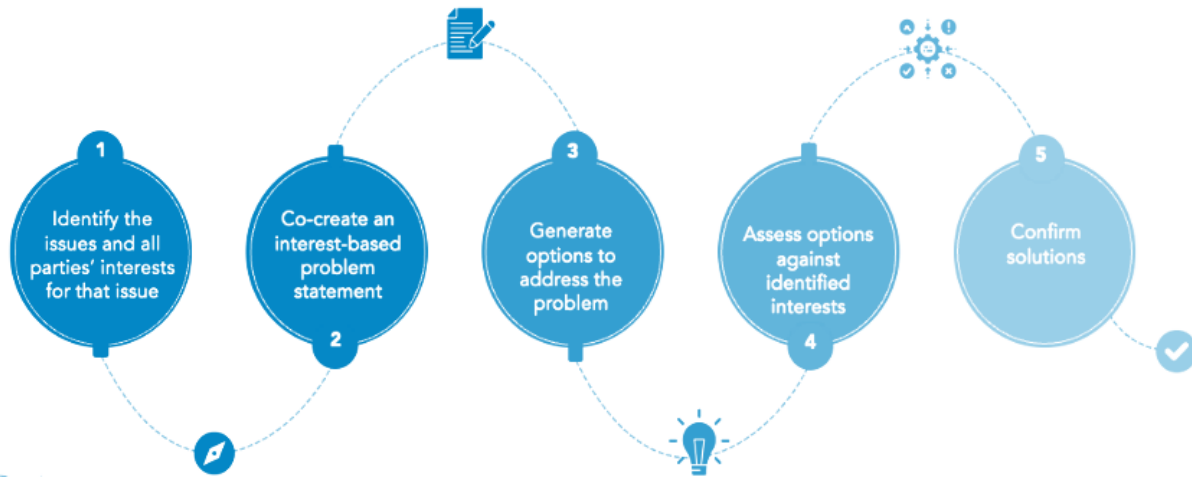 1
Identify the
issues and all
parties’ interests
for that issue
Co-create an
interest-based
problem
statement
2
3
Generate
options to
address the
problem
Assess options
against
identified
interests
4
5
Confirm
solutions